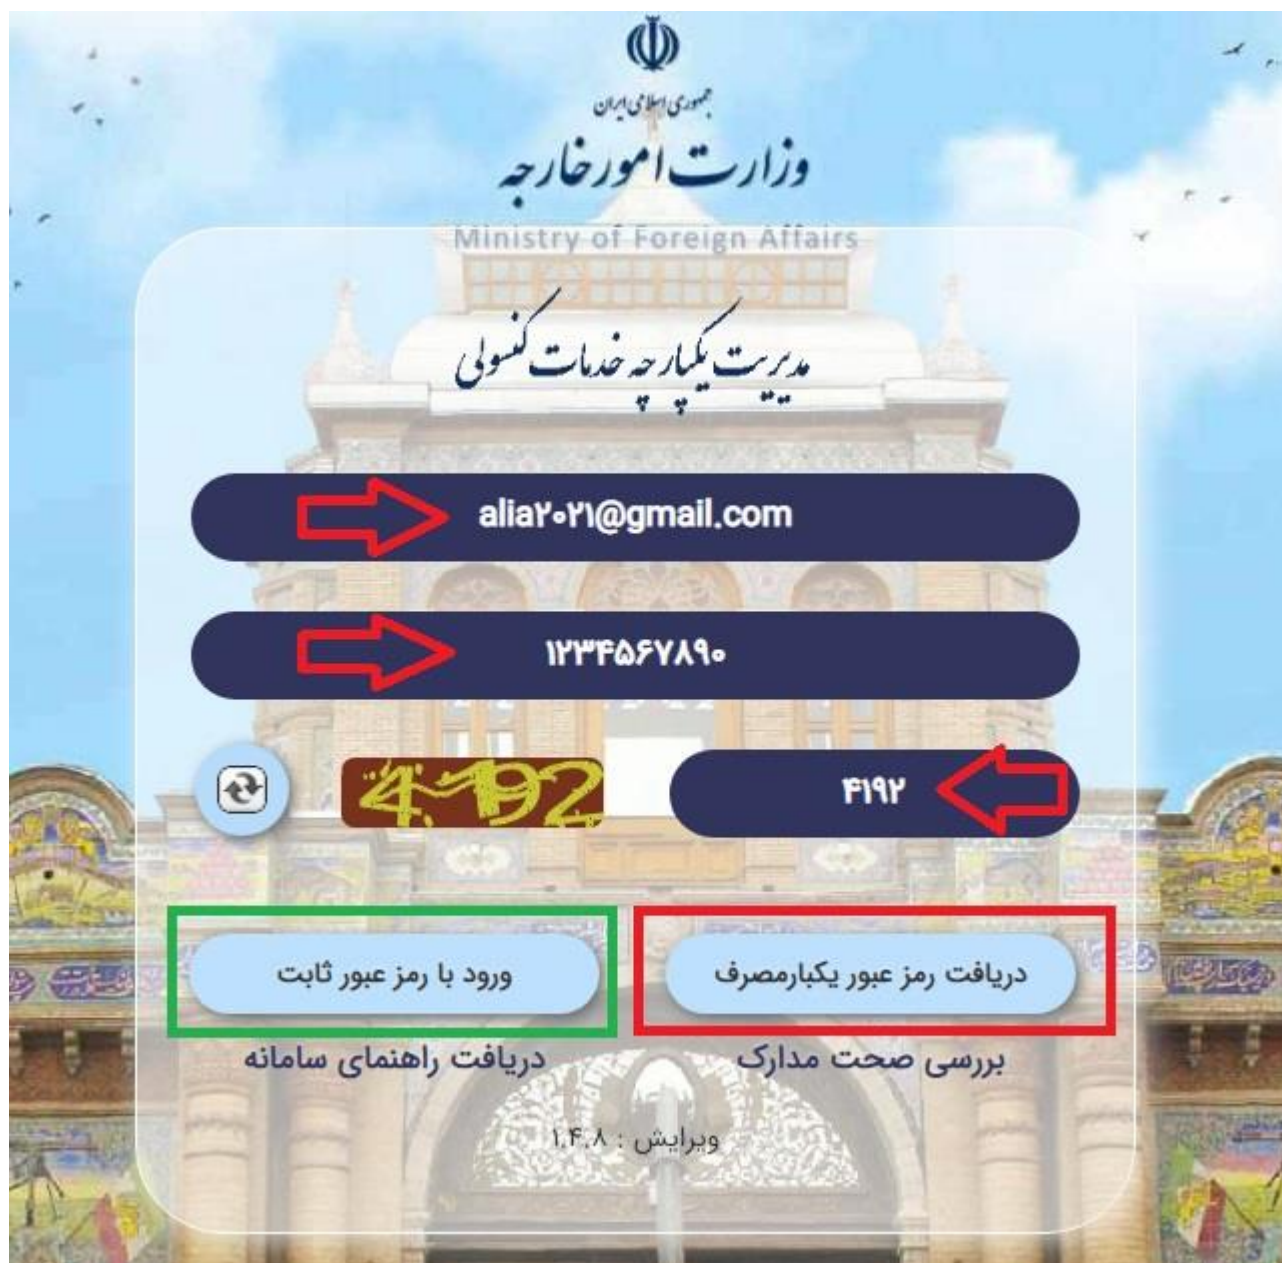 جمهوری اسلامی ایران
وزارت امور خارجه
Ministry of Foreign Affairs
مدیریت یکپارچه خدمات کنسولی
alia۲۰۲۱@gmail.com
۱۲۳۴۵۶۷۸۹۰
۴۱۹۲
4192
دریافت رمز عبور یکبارمصرف
ورود با رمز عبور ثابت
بررسی صحت مدارک
دریافت راهنمای سامانه
ویرایش : ۱.۴.۸